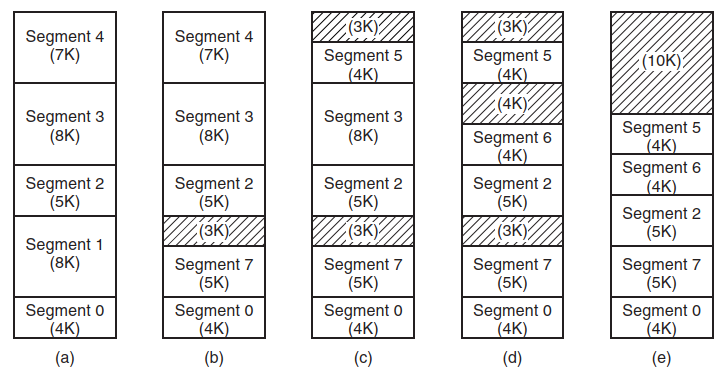 Segment 4
(7K)
Segment 3
(8K)
Segment 2
(5K)
Segment 1
(8K)
Segment 0
(4K)
(a)
Segment 4
(7K)
Segment 3
(8K)
Segment 2
(5K)
(3K)
Segment 7
(5K)
Segment 0
(4K)
(b)
(3K)
Segment 5
(4K)
Segment 3
(8K)
Segment 2
(5K)
(3K)
Segment 7
(5K)
Segment 0
(4K)
(c)
(3K)
Segment 5
(4K)
(4K)
Segment 6
(4K)
Segment 2
(5K)
(3K)
Segment 7
(5K)
Segment 0
(4K)
(d)
(10K)
Segment 5
(4K)
Segment 6
(4K)
Segment 2
(5K)
Segment 7
(5K)
Segment 0
(4K)
(e)